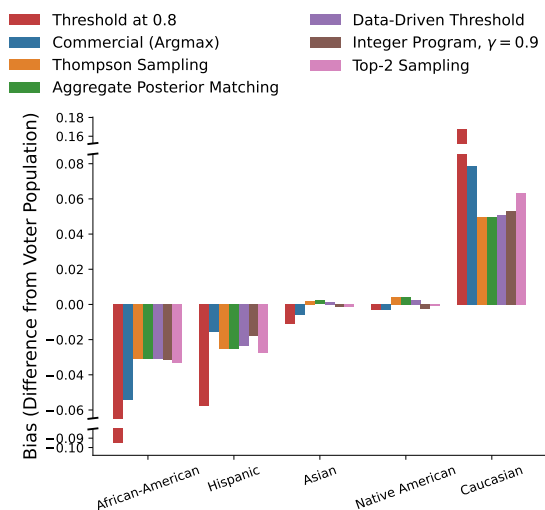 Threshold at 0.8
Commercial (Argmax)
Thompson Sampling
Aggregate Posterior Matching
Data-Driven Threshold
Integer Program, γ = 0.9
Top-2 Sampling
Bias (Difference from Voter Population)
0.18
0.16
0.08
0.06
0.04
0.02
0.00
−0.02
−0.04
−0.06
−0.09
−0.10
African-American
Hispanic
Asian
Native American
Caucasian